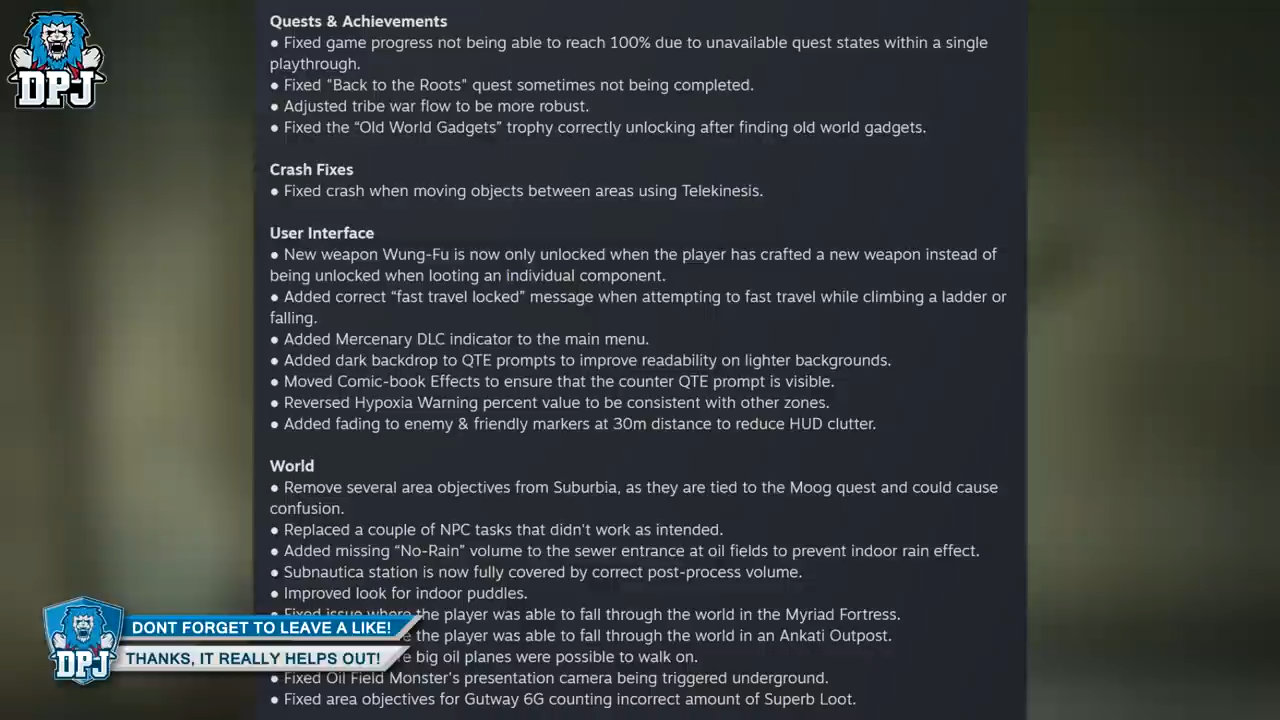 DPJ
Quests & Achievements
● Fixed game progress not being able to reach 100% due to unavailable quest states within a single
playthrough.
● Fixed “Back to the Roots” quest sometimes not being completed.
● Adjusted tribe war flow to be more robust.
● Fixed the “Old World Gadgets” trophy correctly unlocking after finding old world gadgets.
Crash Fixes
● Fixed crash when moving objects between areas using Telekinesis.
User Interface
● New weapon Wung-Fu is now only unlocked when the player has crafted a new weapon instead of
being unlocked when looting an individual component.
● Added correct “fast travel locked” message when attempting to fast travel while climbing a ladder or
falling.
● Added Mercenary DLC indicator to the main menu.
● Added dark backdrop to QTE prompts to improve readability on lighter backgrounds.
● Moved Comic-book Effects to ensure that the counter QTE prompt is visible.
● Reversed Hypoxia Warning percent value to be consistent with other zones.
● Added fading to enemy & friendly markers at 30m distance to reduce HUD clutter.
World
● Remove several area objectives from Suburbia, as they are tied to the Moog quest and could cause
confusion.
● Replaced a couple of NPC tasks that didn't work as intended.
● Added missing “No-Rain” volume to the sewer entrance at oil fields to prevent indoor rain effect.
● Subnautica station is now fully covered by correct post-process volume.
● Improved look for indoor puddles.
● Fixed issue where the player was able to fall through the world in the Myriad Fortress.
the player was able to fall through the world in an Ankati Outpost.
big oil planes were possible to walk on.
● Fixed Oil Field Monster's presentation camera being triggered underground.
● Fixed area objectives for Gutway 6G counting incorrect amount of Superb Loot.
DPJ
DONT FORGET TO LEAVE A LIKE!
THANKS, IT REALLY HELPS OUT!